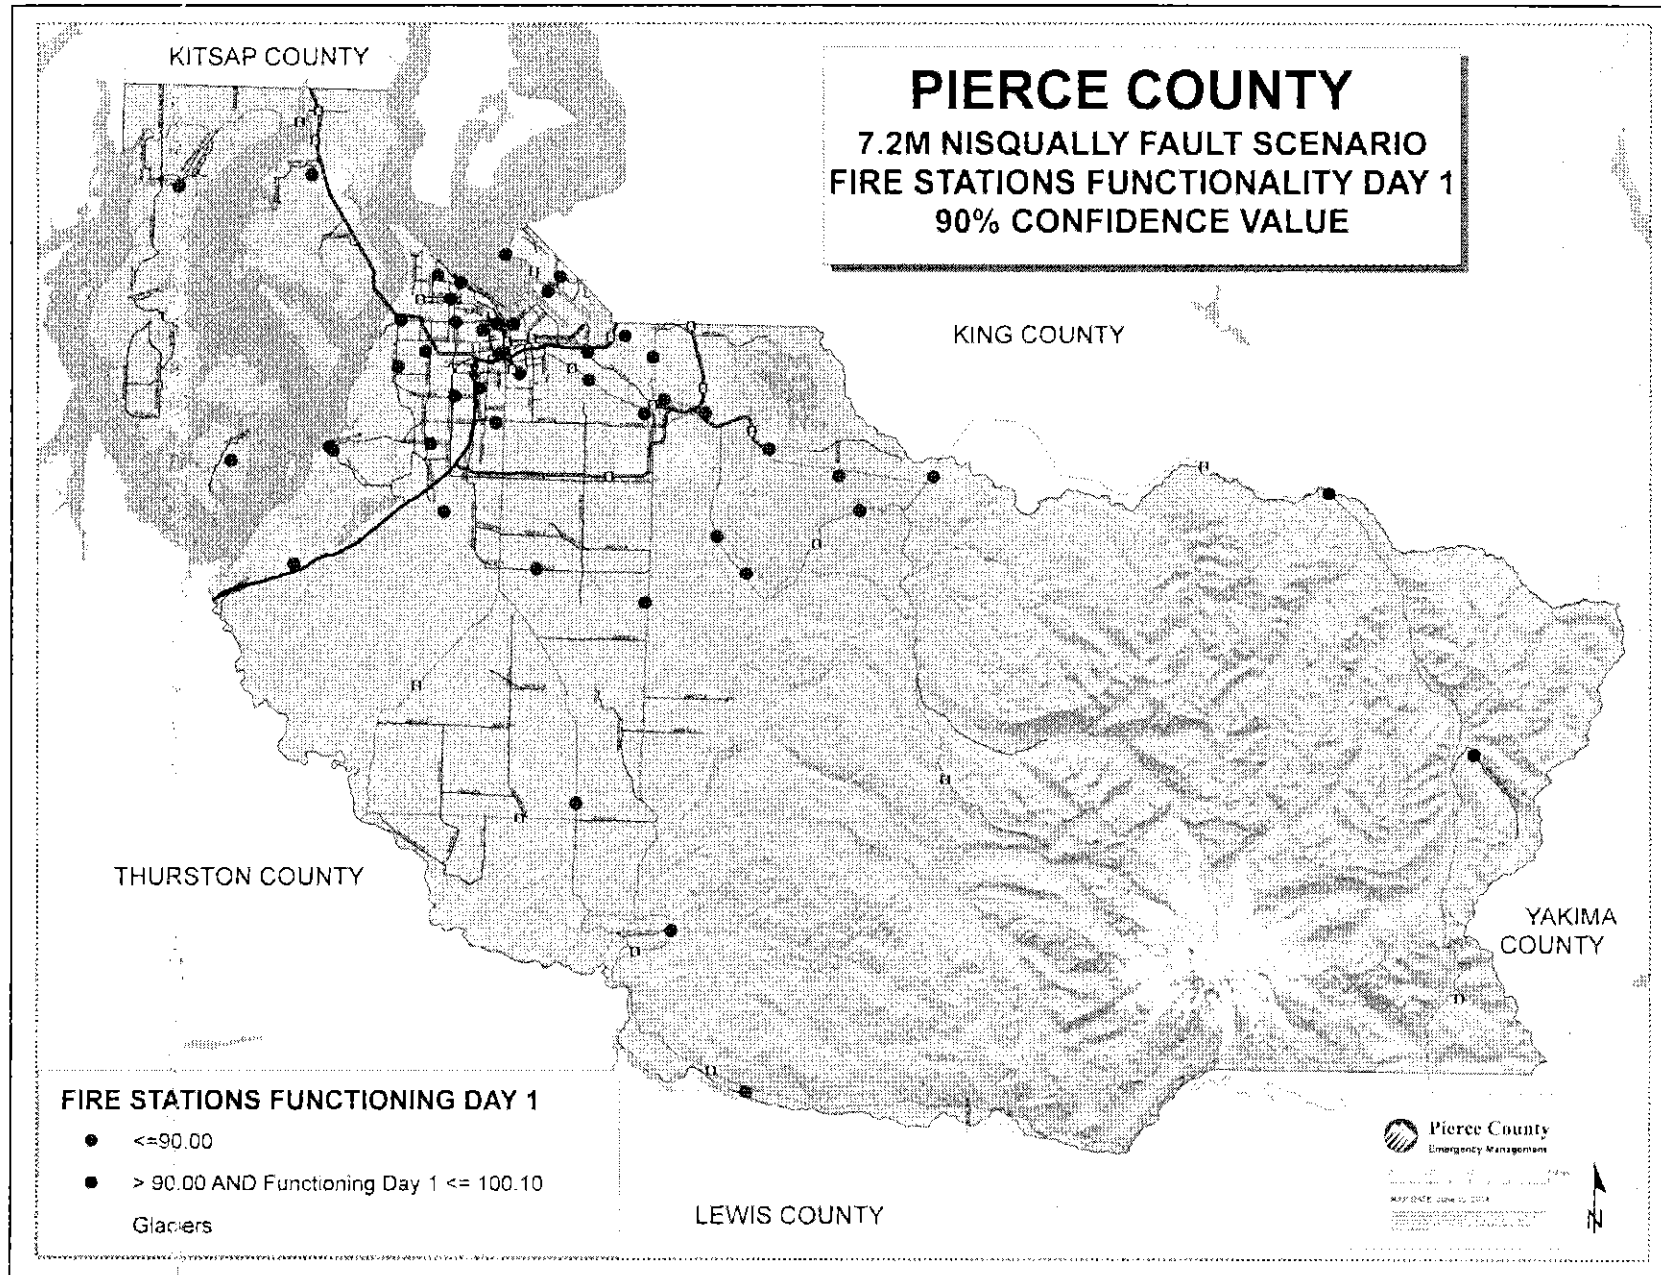 KITSAP COUNTY
PIERCE COUNTY
7.2M NISQUALLY FAULT SCENARIO
FIRE STATIONS FUNCTIONALITY DAY 1
90% CONFIDENCE VALUE
KING COUNTY
THURSTON COUNTY
YAKIMA
COUNTY
FIRE STATIONS FUNCTIONING DAY 1
<=90.00
> 90.00 AND Functioning Day 1 <= 100.10
Glaciers
LEWIS COUNTY
Pierce County
Emergency Management
MAP DATE
N